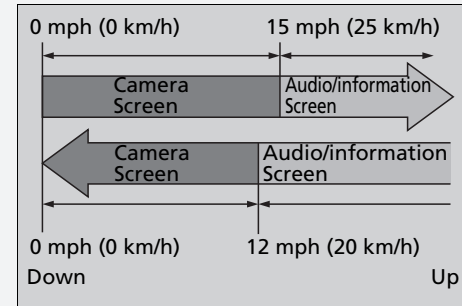 0 mph (0 km/h) 15 mph (25 km/h)
Camera Screen
Audio/information Screen
Camera Screen
Audio/information Screen
0 mph (0 km/h) 12 mph (20 km/h)
Down Up